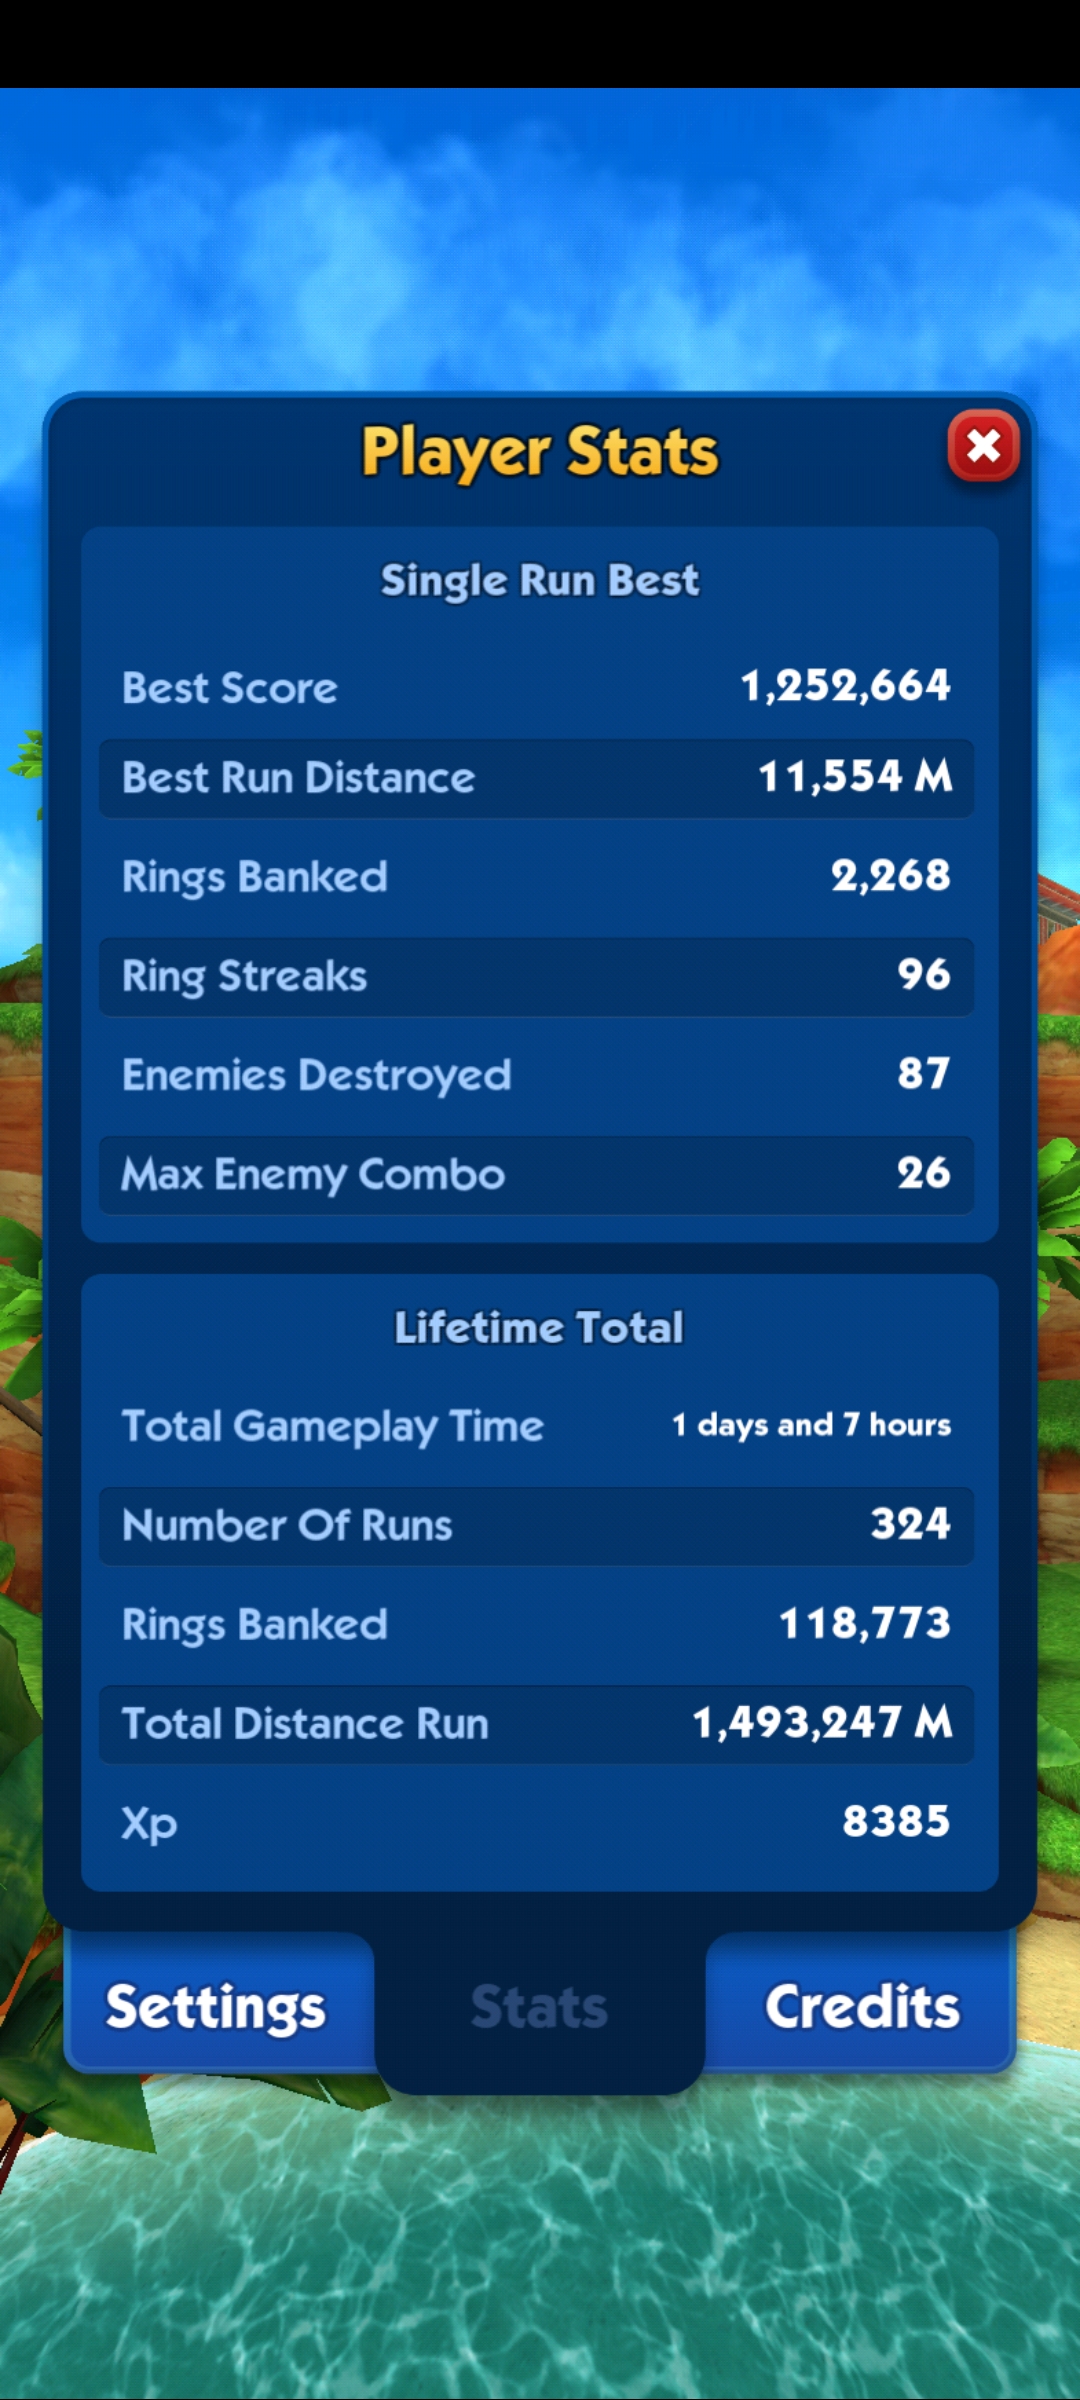 Player Stats
Single Run Best
Best Score 1,252,664
Best Run Distance 11,554 M
Rings Banked 2,268
Ring Streaks 96
Enemies Destroyed 87
Max Enemy Combo 26
Lifetime Total
Total Gameplay Time 1 days and 7 hours
Number Of Runs 324
Rings Banked 118,773
Total Distance Run 1,493,247 M
Xp 8385
Settings Stats Credits